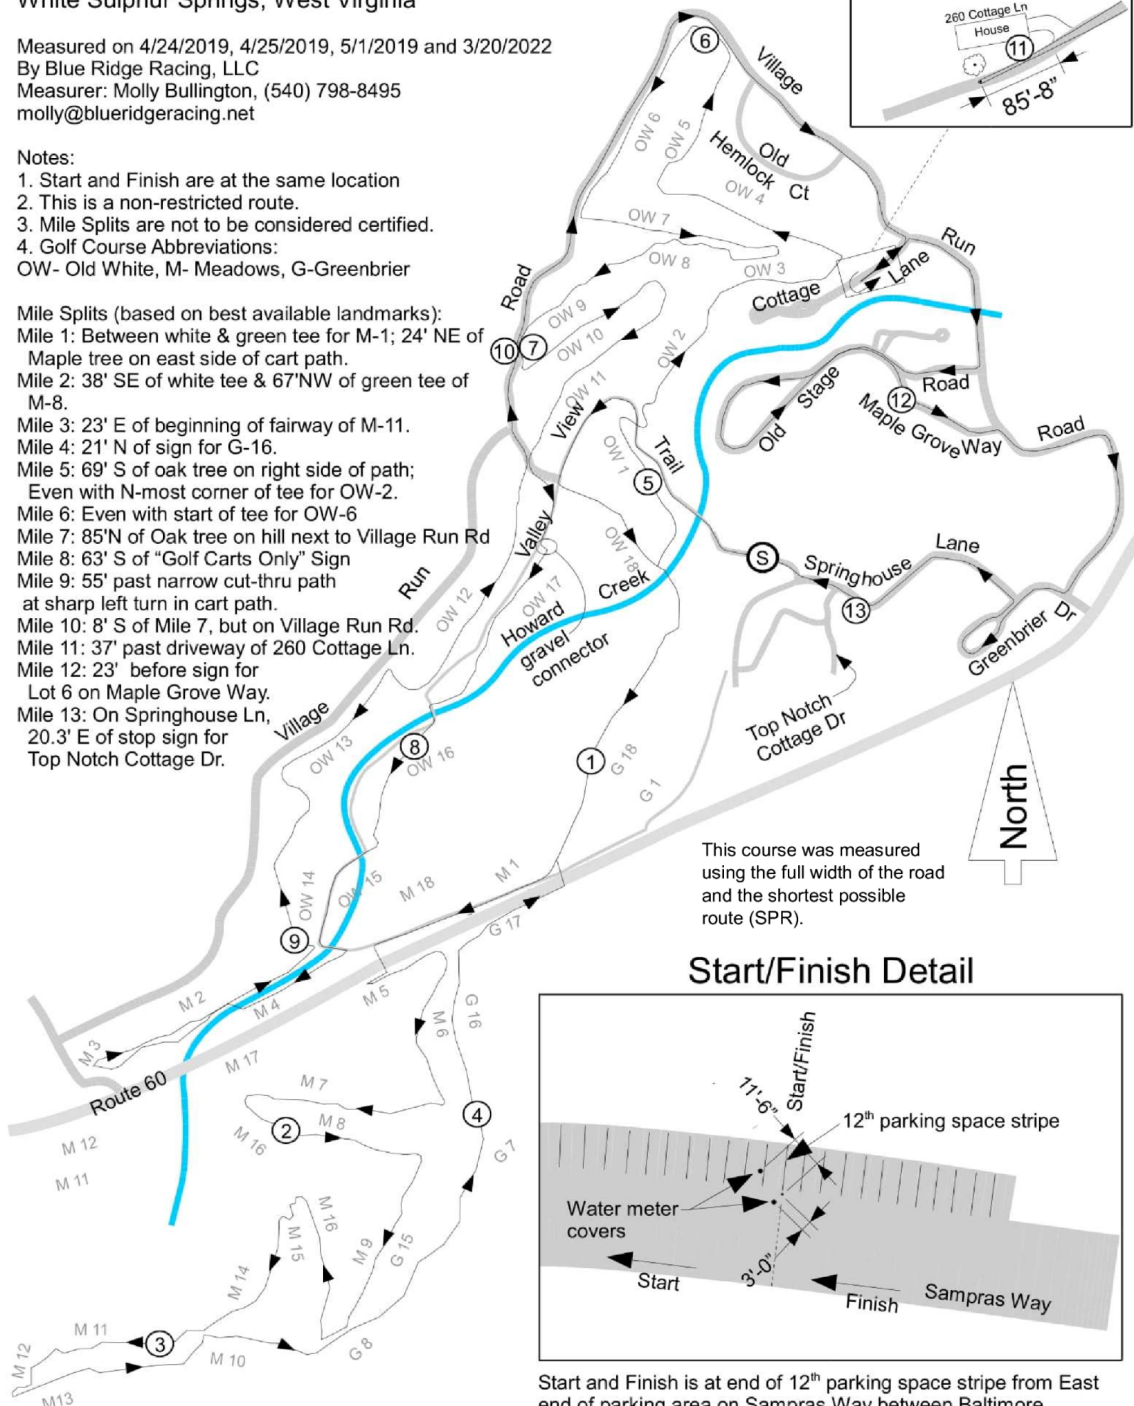 White Sulphur Springs, West Virginia
Measured on 4/24/2019, 4/25/2019, 5/1/2019 and 3/20/2022
By Blue Ridge Racing, LLC
Measurer: Molly Bullington, (540) 798-8495
molly@blueridgeracing.net
Notes:
1. Start and Finish are at the same location
2. This is a non-restricted route.
3. Mile Splits are not to be considered certified.
4. Golf Course Abbreviations:
OW- Old White, M- Meadows, G-Greenbrier
Mile Splits (based on best available landmarks):
Mile 1: Between white & green tee for M-1; 24' NE of
Maple tree on east side of cart path.
Mile 2: 38' SE of white tee & 67'NW of green tee of
M-8.
Mile 3: 23' E of beginning of fairway of M-11.
Mile 4: 21' N of sign for G-16.
Mile 5: 69' S of oak tree on right side of path;
Even with N-most corner of tee for OW-2.
Mile 6: Even with start of tee for OW-6
Mile 7: 85'N of Oak tree on hill next to Village Run Rd
Mile 8: 63' S of “Golf Carts Only” Sign
Mile 9: 55' past narrow cut-thru path
at sharp left turn in cart path.
Mile 10: 8' S of Mile 7, but on Village Run Rd.
Mile 11: 37' past driveway of 260 Cottage Ln.
Mile 12: 23' before sign for
Lot 6 on Maple Grove Way.
Mile 13: On Springhouse Ln,
20.3' E of stop sign for
Top Notch Cottage Dr.
260 Cottage Ln
House
11
85'-8"
6
Village
OW 6
OW 5
Old
Hemlock Ct
OW 4
OW 7
OW 3
OW 8
Run
Cottage Lane
Road
OW 9
OW 10
10
7
OW 2
OW 11
View
Trail
OW 1
5
Old Stage Road
12
Maple Grove Way
Road
S
Springhouse
Lane
13
Greenbrier Dr
Top Notch
Cottage Dr
Valley
OW 18
OW 17
Howard Creek
gravel
connector
Run
OW 12
Village
OW 13
8
OW 16
1
G 18
G 1
OW 14
OW 15
M 18
M 1
G 17
9
M 2
M 4
M 5
M 3
M 6
G 16
Route 60
M 17
M 7
M 8
2
M 16
4
G 7
M 12
M 11
M 16
M 15
M 9
G 15
M 14
M 11
3
M 12
M 10
G 8
M13
North
This course was measured
using the full width of the road
and the shortest possible
route (SPR).
Start/Finish Detail
Start/Finish
11'-6"
12th parking space stripe
Water meter
covers
3'-0"
Start
Finish
Sampras Way
Start and Finish is at end of 12th parking space stripe from East
end of parking area on Sampras Way between Baltimore